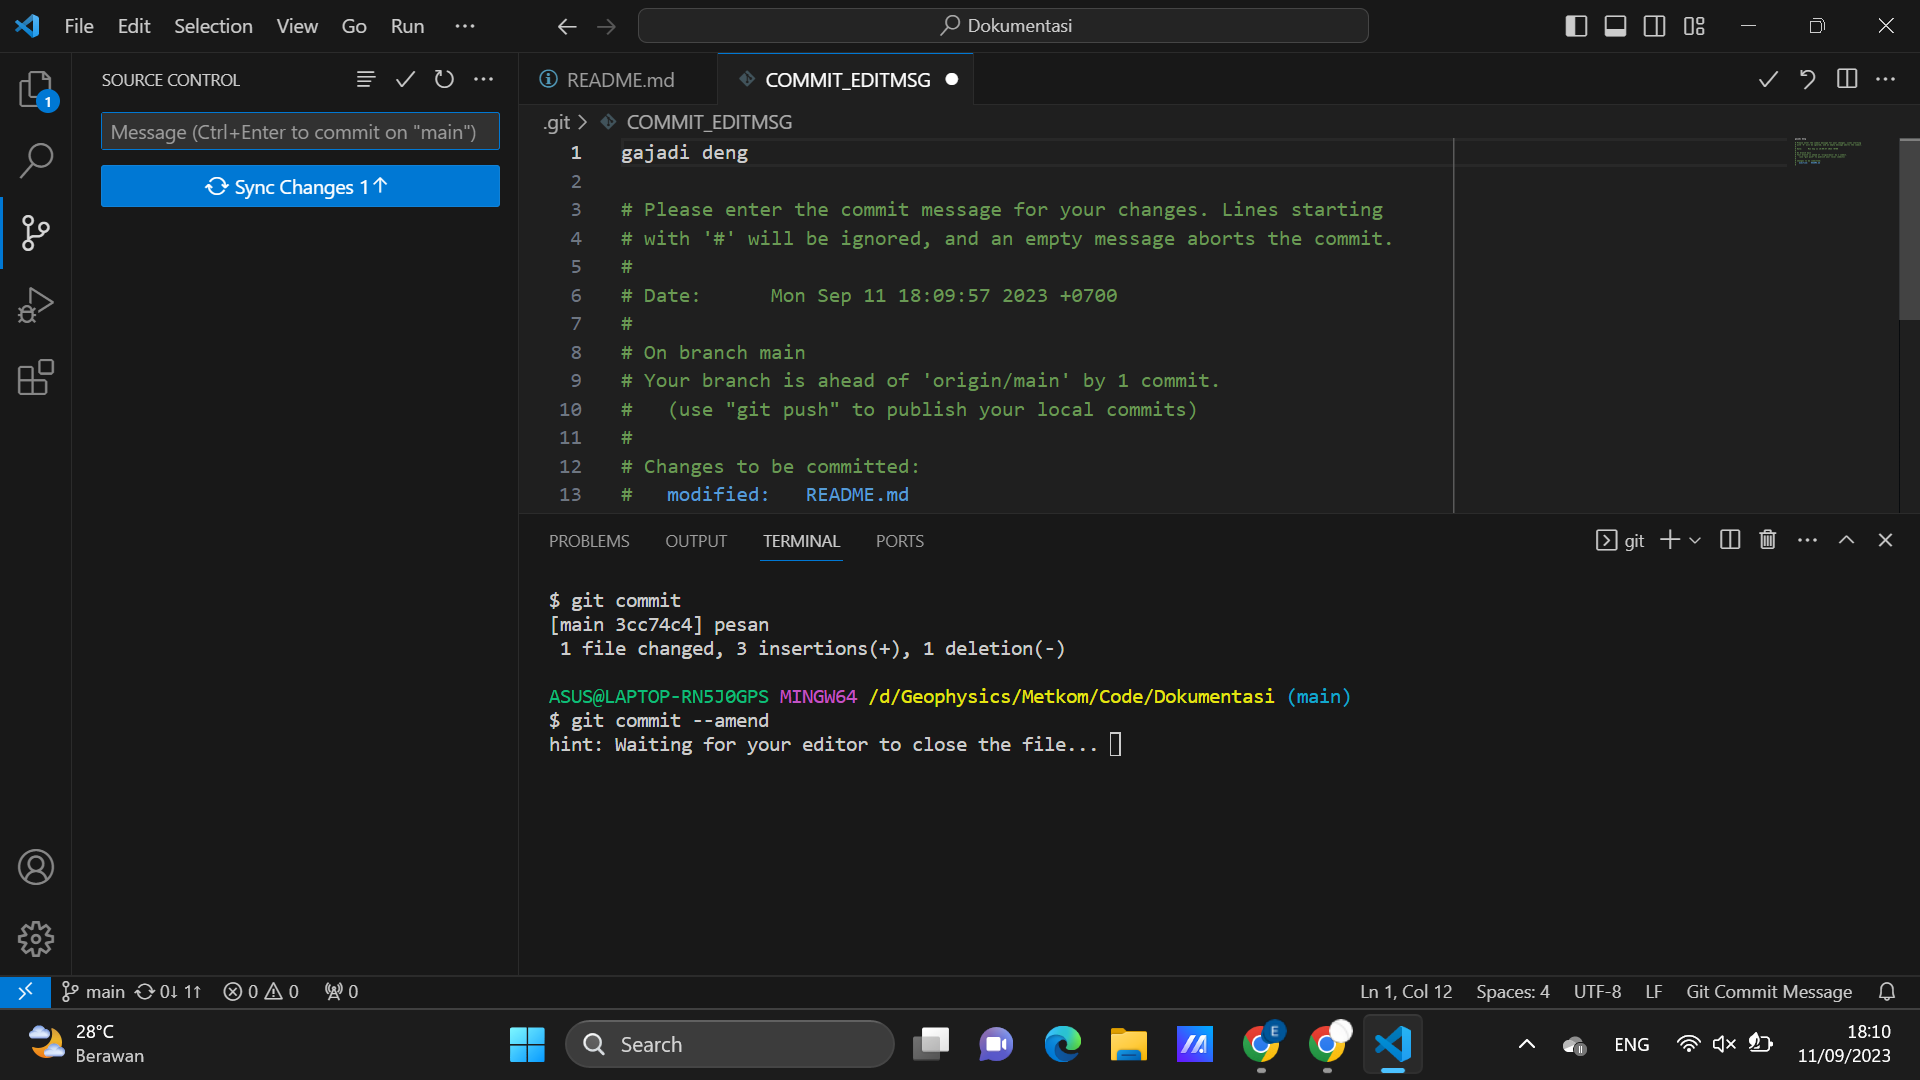 File Edit Selection View Go Run ···
Dokumentasi
SOURCE CONTROL
1
Message (Ctrl+Enter to commit on "main")
Sync Changes 1↑
README.md
COMMIT_EDITMSG
.git > COMMIT_EDITMSG
1 gajadi deng
2
3 # Please enter the commit message for your changes. Lines starting
4 # with '#' will be ignored, and an empty message aborts the commit.
5 #
6 # Date:      Mon Sep 11 18:09:57 2023 +0700
7 #
8 # On branch main
9 # Your branch is ahead of 'origin/main' by 1 commit.
10 #   (use "git push" to publish your local commits)
11 #
12 # Changes to be committed:
13 #   modified:   README.md
PROBLEMS OUTPUT TERMINAL PORTS
git
$ git commit
[main 3cc74c4] pesan
 1 file changed, 3 insertions(+), 1 deletion(-)
ASUS@LAPTOP-RN5J0GPS MINGW64 /d/Geophysics/Metkom/Code/Dokumentasi (main)
$ git commit --amend
hint: Waiting for your editor to close the file...
main 0↓ 1↑ 0 0 0
Ln 1, Col 12 Spaces: 4 UTF-8 LF Git Commit Message
28°C
Berawan
Search
E
ENG
18:10
11/09/2023